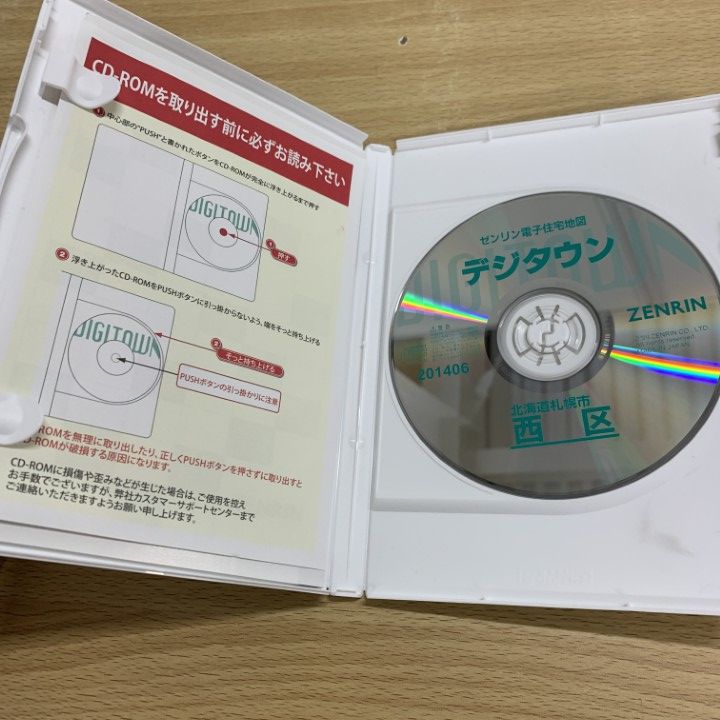 CD-ROMを取り出す前に必ずお読み下さい
1 中心部の"PUSH"と書かれたボタンをCD-ROMが完全に浮き上がるまで押す
DIGITOWN
1
押す
2 浮き上がったCD-ROMをPUSHボタンに引っ掛からないよう、端をそっと持ち上げる
DIGITOWN
2
そっと持ち上げる
PUSHボタンの引っ掛かりに注意
ROMを無理に取り出したり、正しくPUSHボタンを押さずに取り出すと
CD-ROMが破損する原因になります。
CD-ROMに損傷や歪みなどが生じた場合は、ご使用を控え
お手数でございますが、弊社カスタマーサポートセンターまで
ご連絡いただきますようお願い申し上げます。
ゼンリン電子住宅地図
デジタウン
DIGITOWN
ZENRIN
ZENRIN CO., LTD.
201406
北海道札幌市
西区